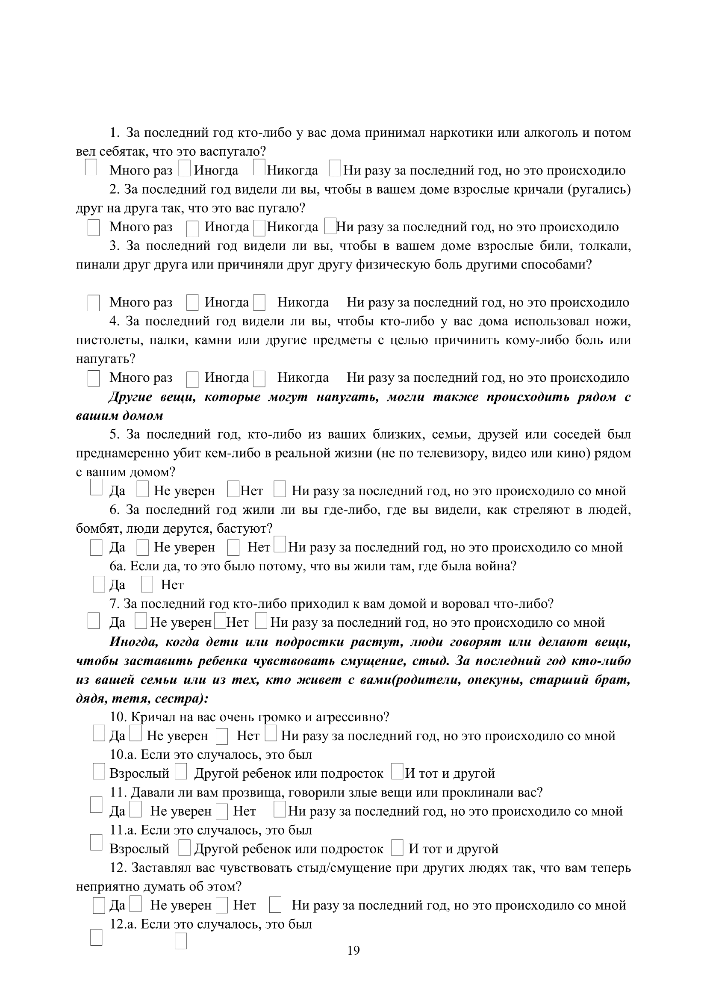 1. За последний год кто-либо у вас дома принимал наркотики или алкоголь и потом
вел себятак, что это васпугало?
Много раз Иногда Никогда Ни разу за последний год, но это происходило
2. За последний год видели ли вы, чтобы в вашем доме взрослые кричали (ругались)
друг на друга так, что это вас пугало?
Много раз Иногда Никогда Ни разу за последний год, но это происходило
3. За последний год видели ли вы, чтобы в вашем доме взрослые били, толкали,
пинали друг друга или причиняли друг другу физическую боль другими способами?
Много раз Иногда Никогда Ни разу за последний год, но это происходило
4. За последний год видели ли вы, чтобы кто-либо у вас дома использовал ножи,
пистолеты, палки, камни или другие предметы с целью причинить кому-либо боль или
напугать?
Много раз Иногда Никогда Ни разу за последний год, но это происходило
Другие вещи, которые могут напугать, могли также происходить рядом с
вашим домом
5. За последний год, кто-либо из ваших близких, семьи, друзей или соседей был
преднамеренно убит кем-либо в реальной жизни (не по телевизору, видео или кино) рядом
с вашим домом?
Да Не уверен Нет Ни разу за последний год, но это происходило со мной
6. За последний год жили ли вы где-либо, где вы видели, как стреляют в людей,
бомбят, люди дерутся, бастуют?
Да Не уверен Нет Ни разу за последний год, но это происходило со мной
6а. Если да, то это было потому, что вы жили там, где была война?
Да Нет
7. За последний год кто-либо приходил к вам домой и воровал что-либо?
Да Не уверен Нет Ни разу за последний год, но это происходило со мной
Иногда, когда дети или подростки растут, люди говорят или делают вещи,
чтобы заставить ребенка чувствовать смущение, стыд. За последний год кто-либо
из вашей семьи или из тех, кто живет с вами(родители, опекуны, старший брат,
дядя, тетя, сестра):
10. Кричал на вас очень громко и агрессивно?
Да Не уверен Нет Ни разу за последний год, но это происходило со мной
10.а. Если это случалось, это был
Взрослый Другой ребенок или подросток И тот и другой
11. Давали ли вам прозвища, говорили злые вещи или проклинали вас?
Да Не уверен Нет Ни разу за последний год, но это происходило со мной
11.а. Если это случалось, это был
Взрослый Другой ребенок или подросток И тот и другой
12. Заставлял вас чувствовать стыд/смущение при других людях так, что вам теперь
неприятно думать об этом?
Да Не уверен Нет Ни разу за последний год, но это происходило со мной
12.а. Если это случалось, это был
19